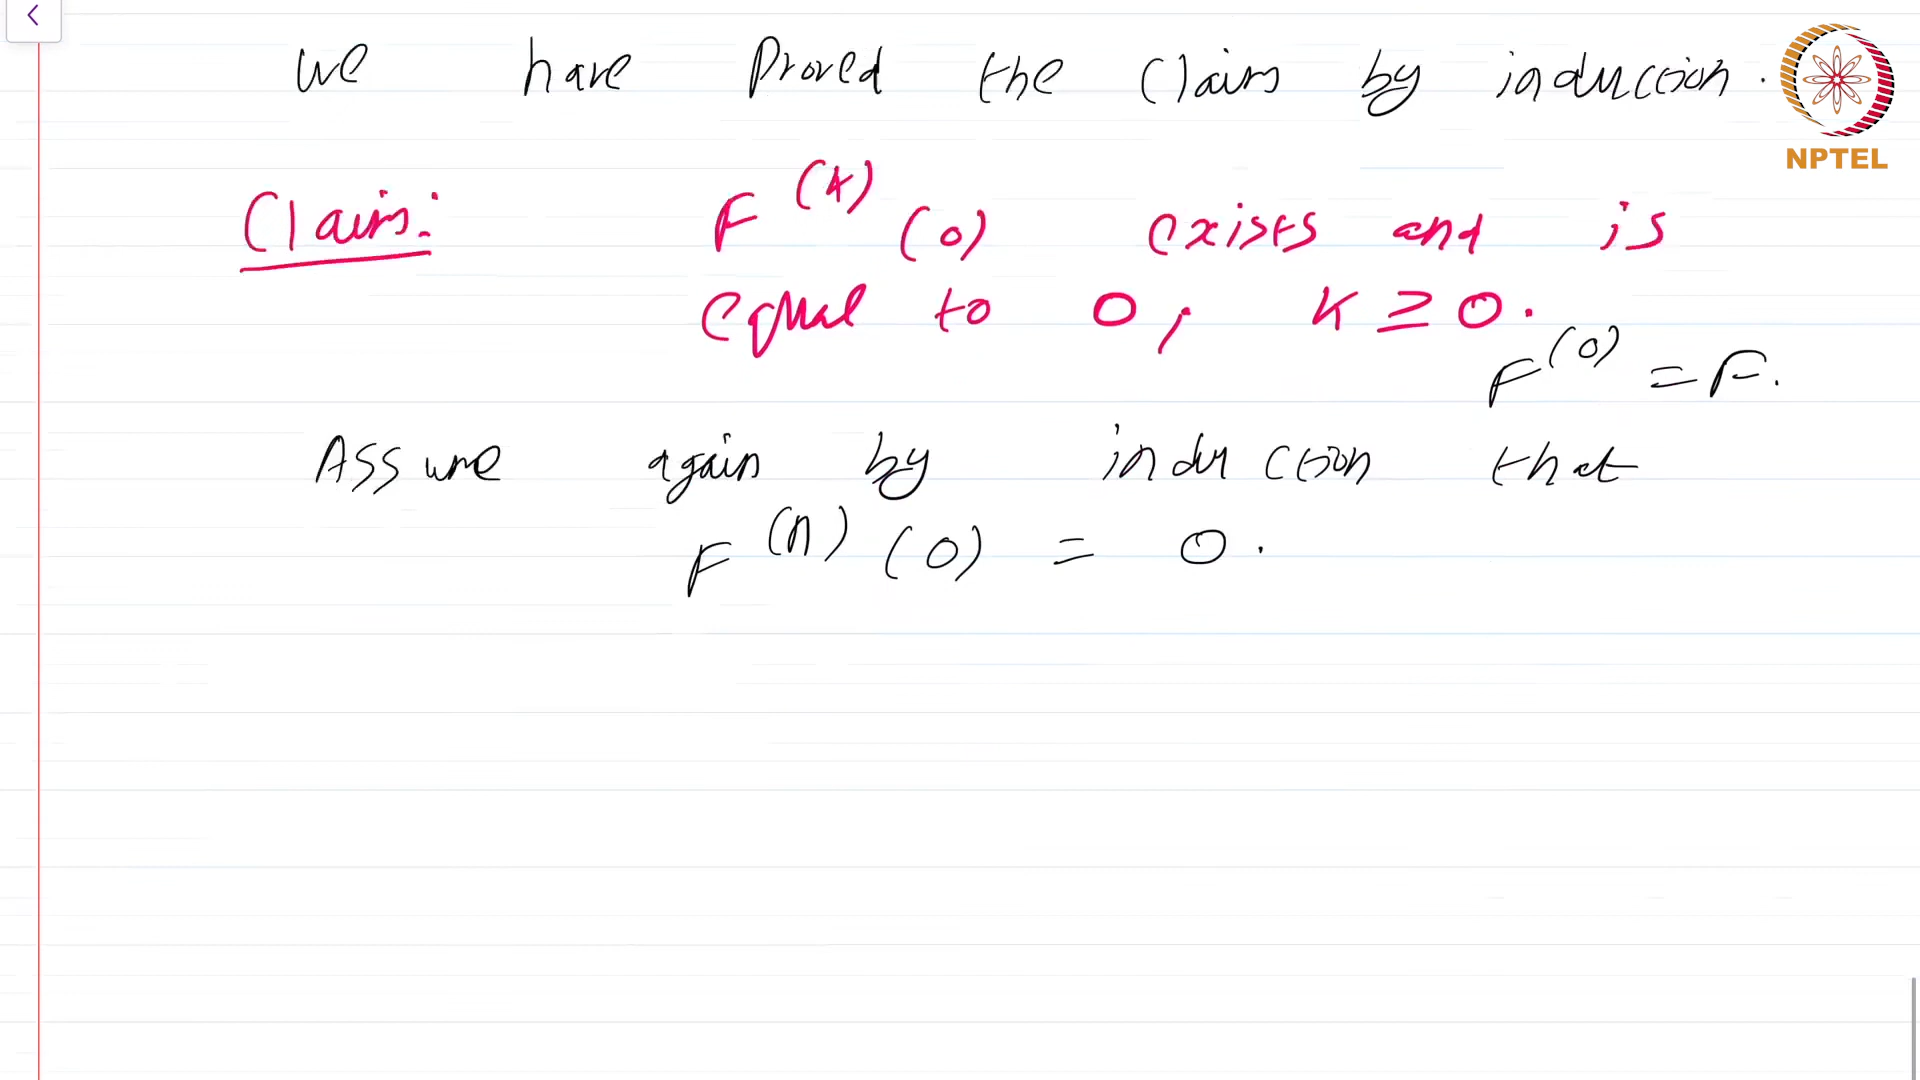 We have Proved the Claim by induction.
NPTEL
Claim: F^(k) (0) exists and is
equal to 0, k ≥ 0.
F^(0) = F.
Assume again by induction that
F^(n) (0) = 0.